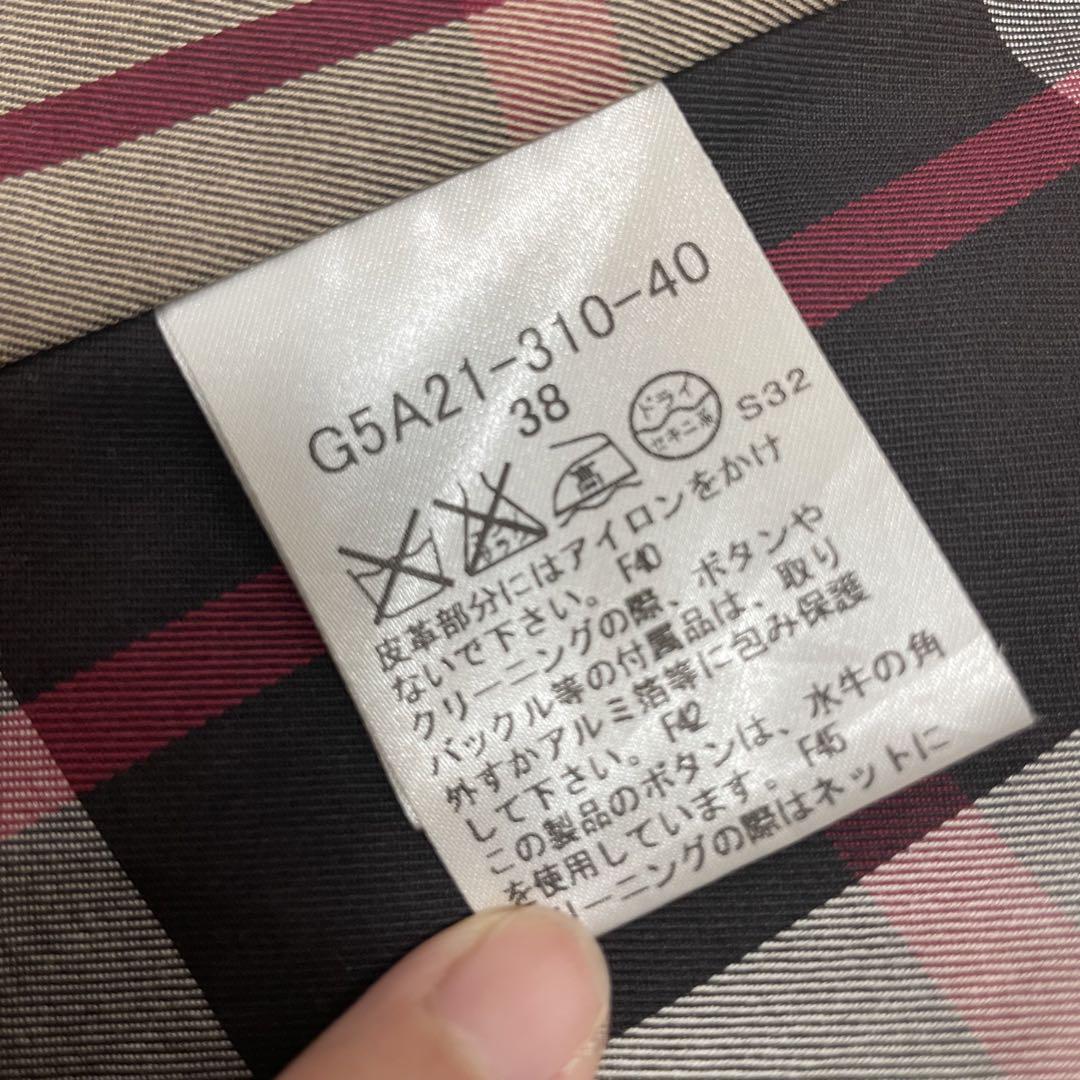 G5A21-310-40
38
高
ドライ
セキユ系
S32
皮革部分にはアイロンをかけ
ないで下さい。 F40
クリーニングの際、ボタンや
バックル等の付属品は、取り
外すかアルミ箔等に包み保護
して下さい。 F42
この製品のボタンは、水牛の角
を使用しています。 F45
リーニングの際はネットに